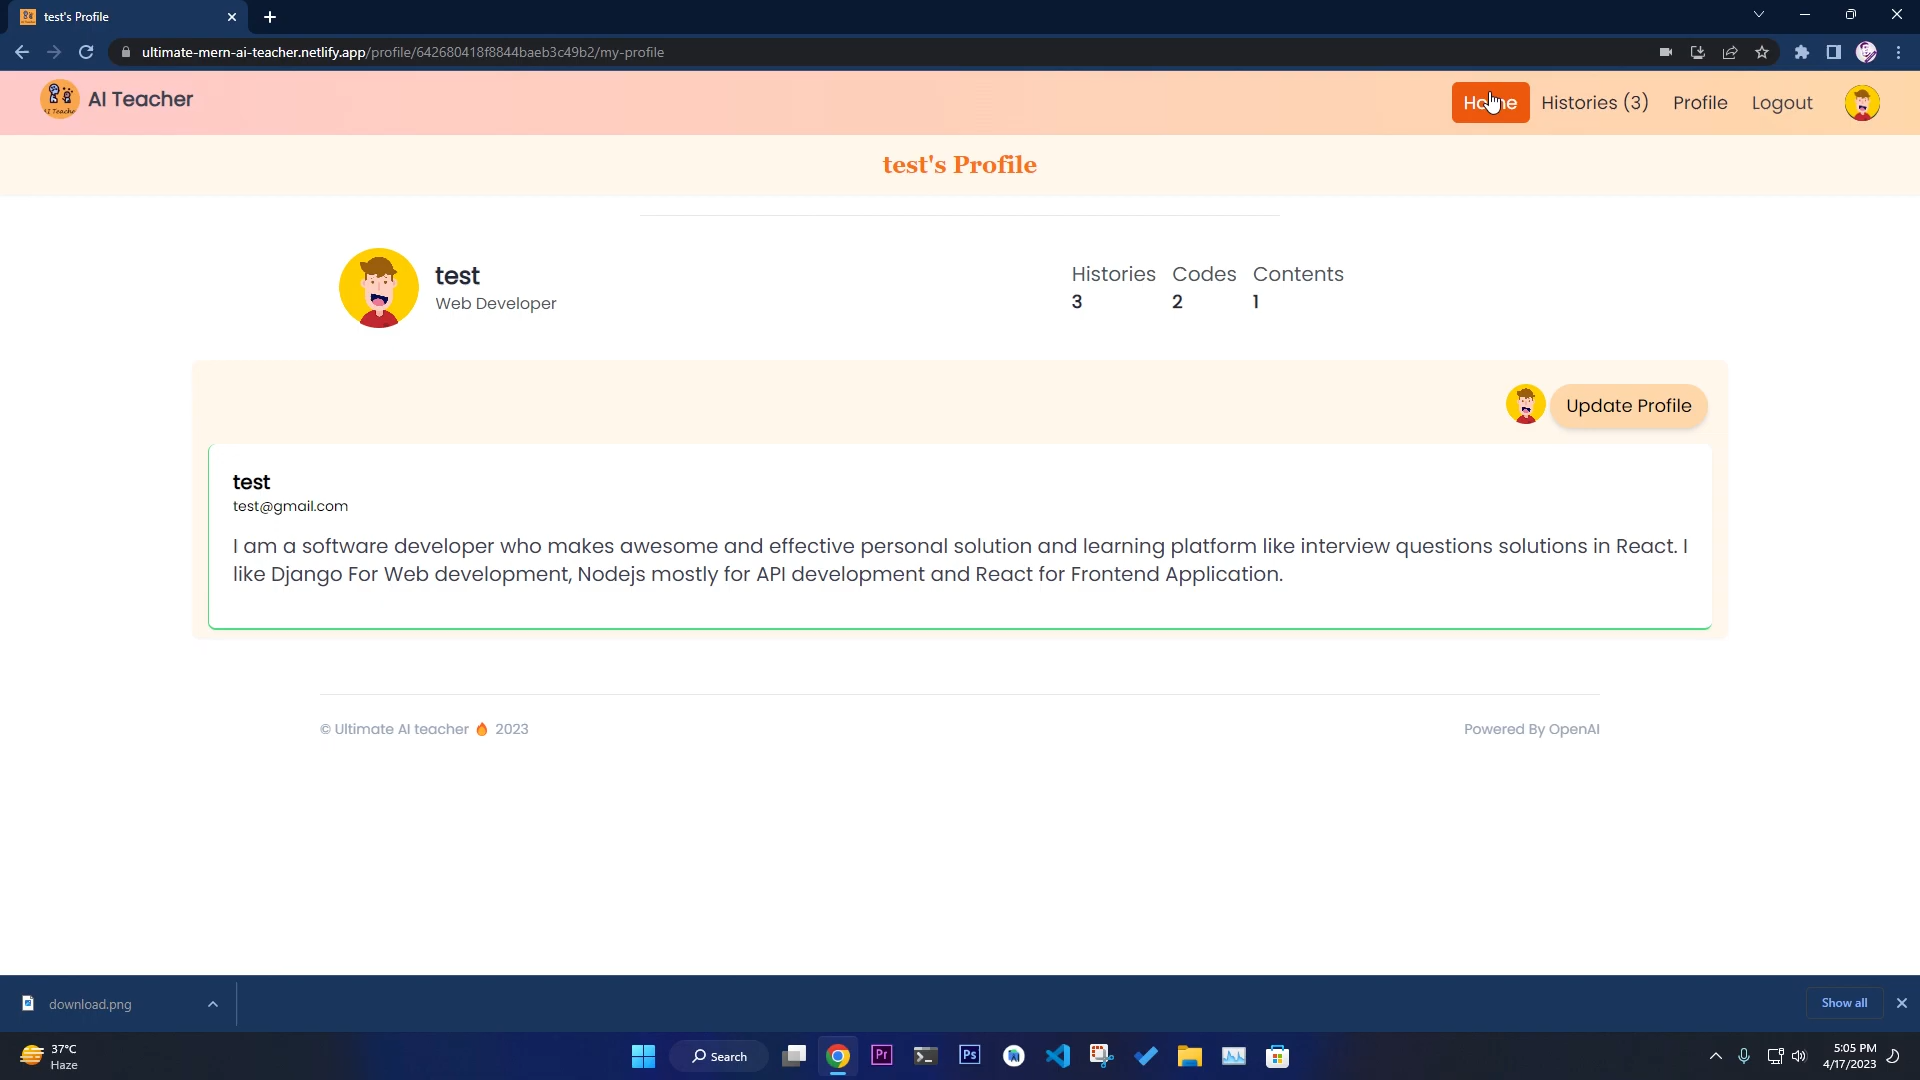 test's Profile
ultimate-mern-ai-teacher.netlify.app/profile/642680418f8844baeb3c49b2/my-profile
AI Teacher
Histories (3)
Profile
Logout
test's Profile
test
Web Developer
Histories
3
Codes
2
Contents
1
Update Profile
test
test@gmail.com
I am a software developer who makes awesome and effective personal solution and learning platform like interview questions solutions in React. I
like Django For Web development, Nodejs mostly for API development and React for Frontend Application.
© Ultimate AI teacher 🔥 2023
Powered By OpenAI
download.png
Show all
37°C
Haze
Search
Pr
Ps
5:05 PM
4/17/2023